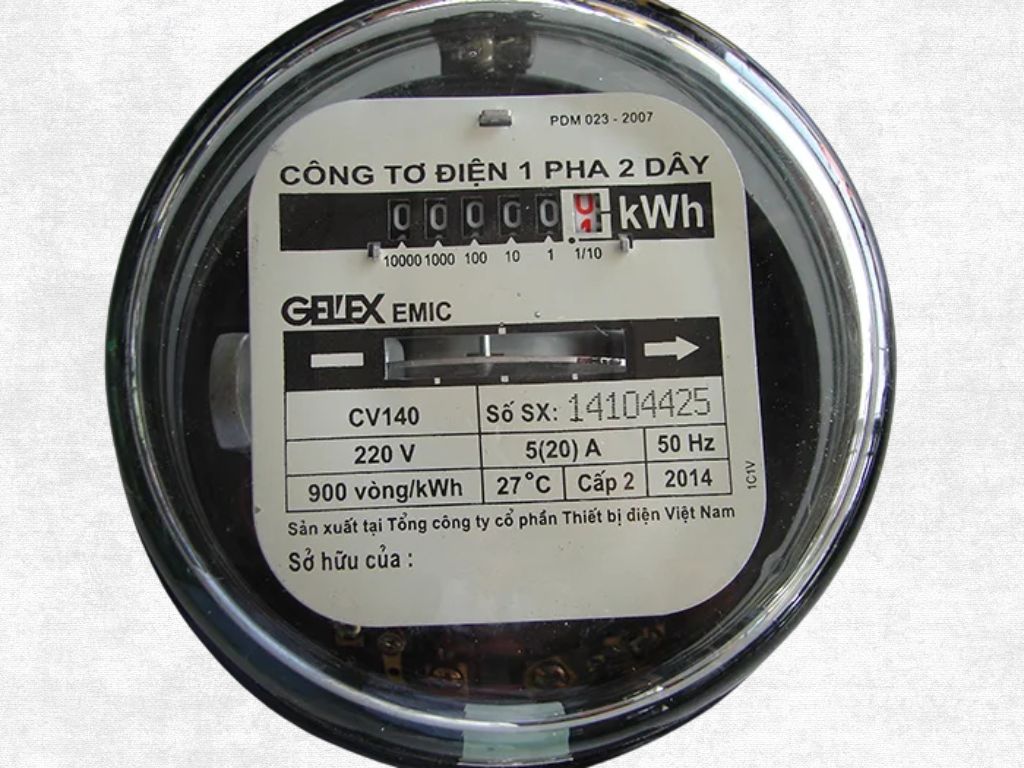 PDM 023 - 2007
CÔNG TƠ ĐIỆN 1 PHA 2 DÂY
0 0 0 0 0 0 kWh
10000 1000 100 10 1 1/10
GELEX EMIC
CV140 Số SX: 14104425
220 V 5(20) A 50 Hz
900 vòng/kWh 27°C Cấp 2 2014
1C1V
Sản xuất tại Tổng công ty cổ phần Thiết bị điện Việt Nam
Sở hữu của :